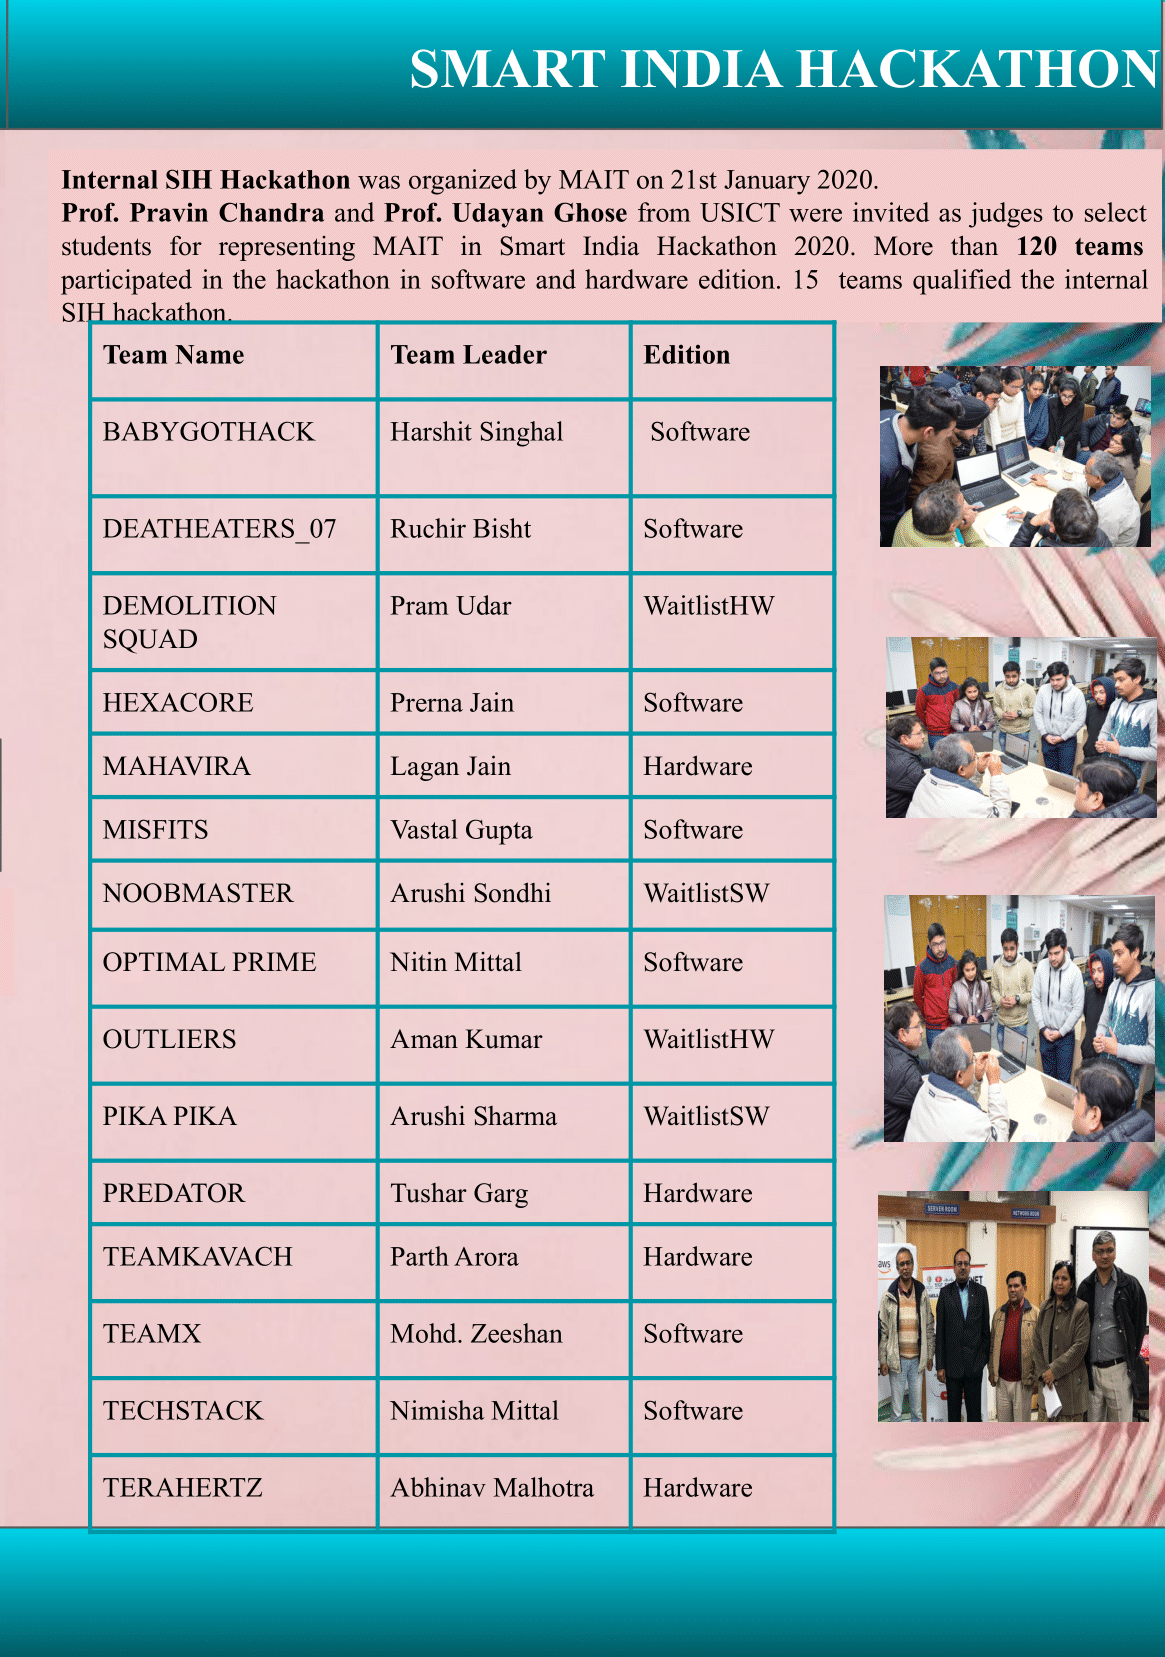 SMART INDIA HACKATHON
Internal SIH Hackathon was organized by MAIT on 21st January 2020.
Prof. Pravin Chandra and Prof. Udayan Ghose from USICT were invited as judges to select
students for representing MAIT in Smart India Hackathon 2020. More than 120 teams
participated in the hackathon in software and hardware edition. 15 teams qualified the internal
SIH hackathon.
Team Name Team Leader Edition
BABYGOTHACK Harshit Singhal Software
DEATHEATERS_07 Ruchir Bisht Software
DEMOLITION Pram Udar WaitlistHW
SQUAD
HEXACORE Prerna Jain Software
MAHAVIRA Lagan Jain Hardware
MISFITS Vastal Gupta Software
NOOBMASTER Arushi Sondhi WaitlistSW
OPTIMAL PRIME Nitin Mittal Software
OUTLIERS Aman Kumar WaitlistHW
PIKA PIKA Arushi Sharma WaitlistSW
PREDATOR Tushar Garg Hardware
TEAMKAVACH Parth Arora Hardware
TEAMX Mohd. Zeeshan Software
TECHSTACK Nimisha Mittal Software
TERAHERTZ Abhinav Malhotra Hardware
SERVER ROOM
NETWORK ROOM
aws